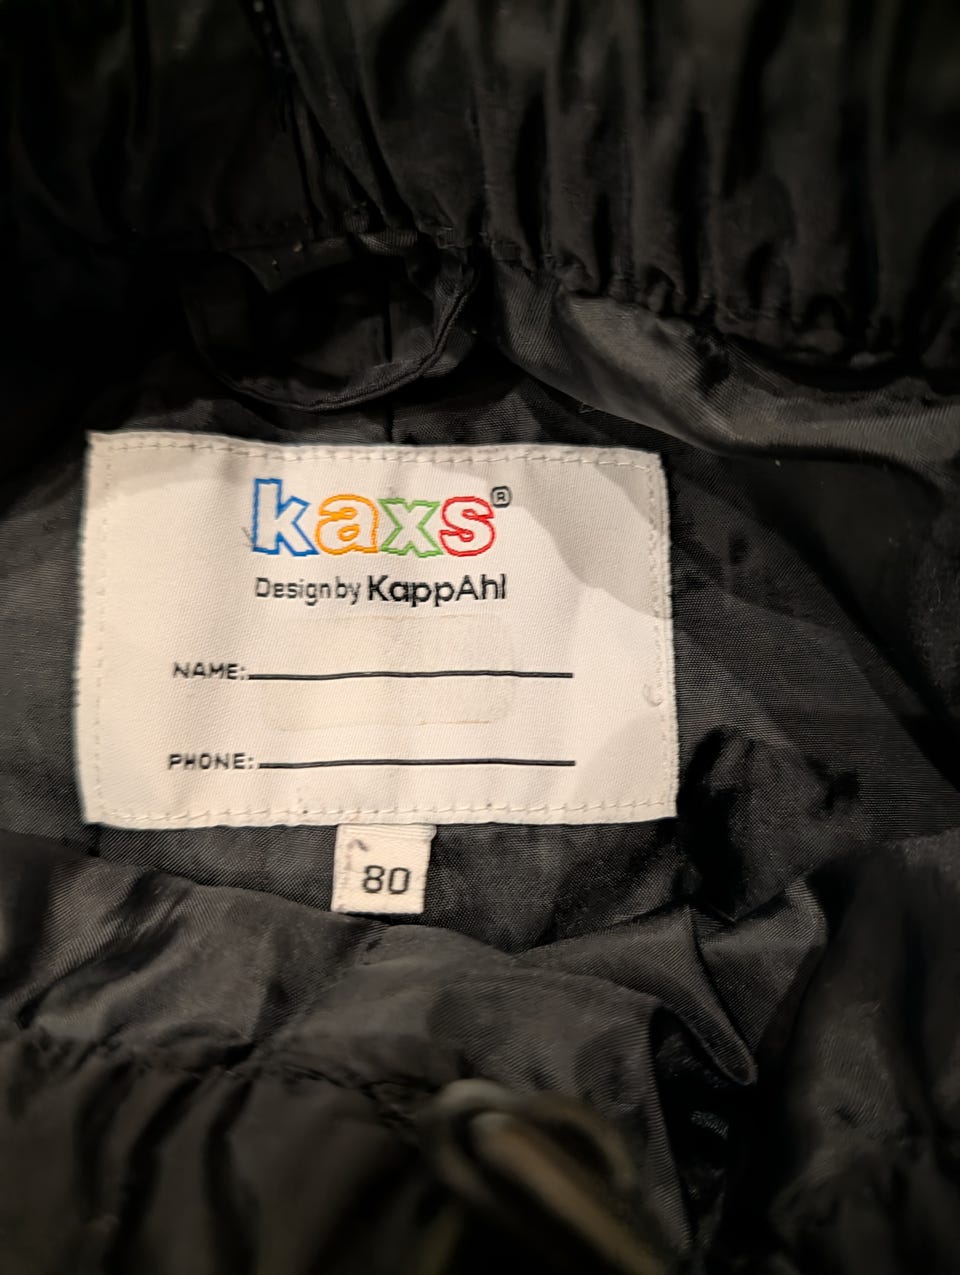 kaxs®
Design by KappAhl
NAME:
PHONE:
80